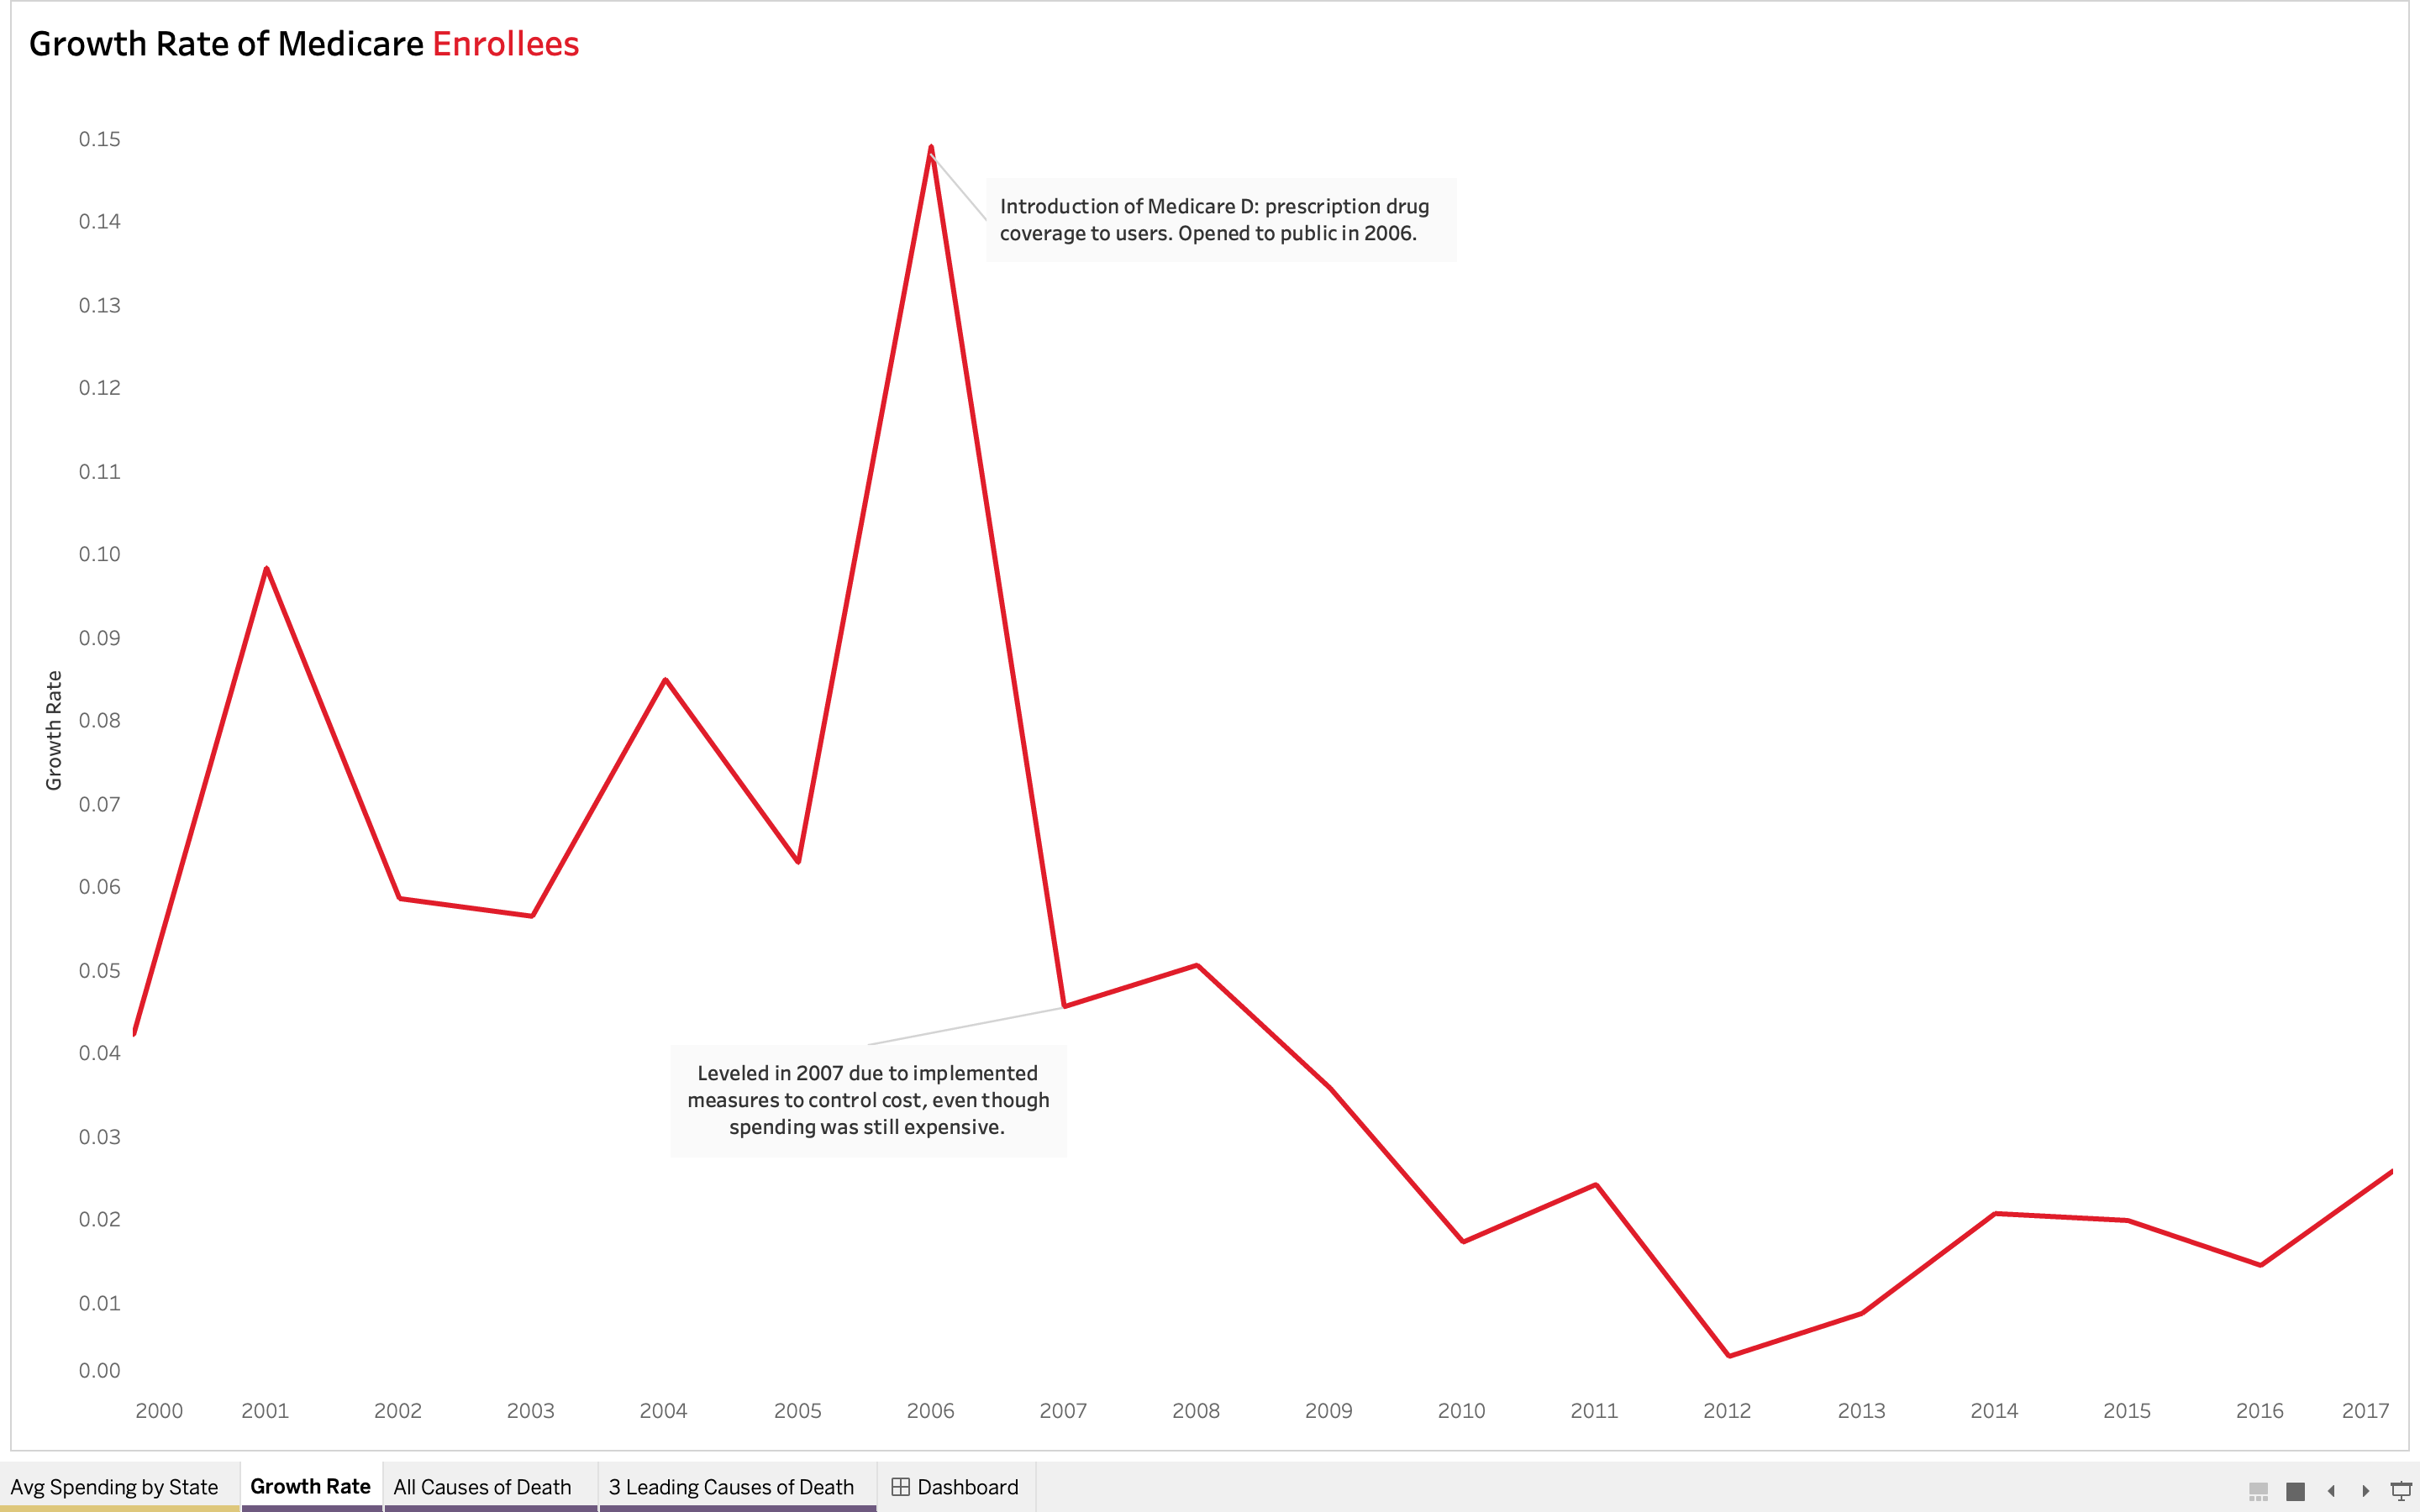 Growth Rate of Medicare Enrollees
0.15
0.14
0.13
0.12
0.11
0.10
0.09
0.08
0.07
0.06
0.05
0.04
0.03
0.02
0.01
0.00
Growth Rate
Introduction of Medicare D: prescription drug
coverage to users. Opened to public in 2006.
Leveled in 2007 due to implemented
measures to control cost, even though
spending was still expensive.
2000 2001 2002 2003 2004 2005 2006 2007 2008 2009 2010 2011 2012 2013 2014 2015 2016 2017
Avg Spending by State Growth Rate All Causes of Death 3 Leading Causes of Death Dashboard